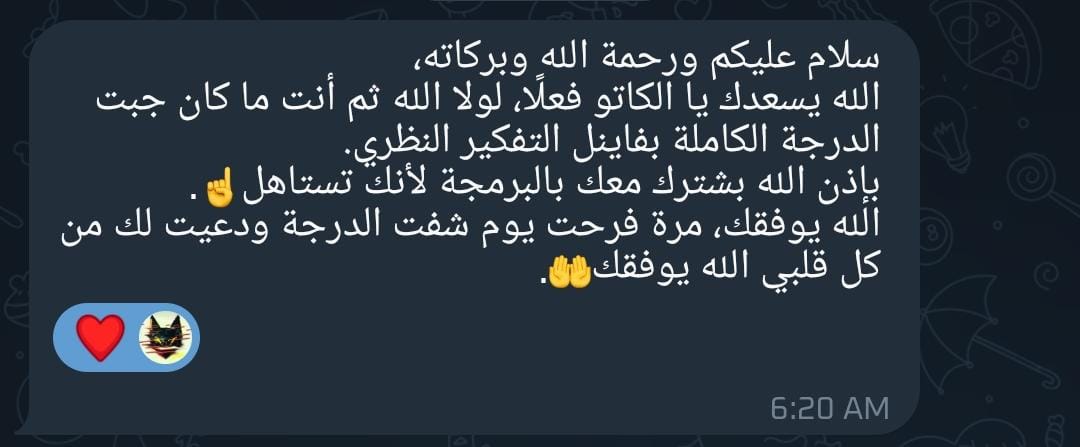 سلام عليكم ورحمة الله وبركاته،
الله يسعدك يا الكاتو فعلًا، لولا الله ثم أنت ما كان جبت
الدرجة الكاملة بفاينل التفكير النظري.
بإذن الله بشترك معك بالبرمجة لأنك تستاهل☝️.
الله يوفقك، مرة فرحت يوم شفت الدرجة ودعيت لك من
كل قلبي الله يوفقك🤲.
6:20 AM